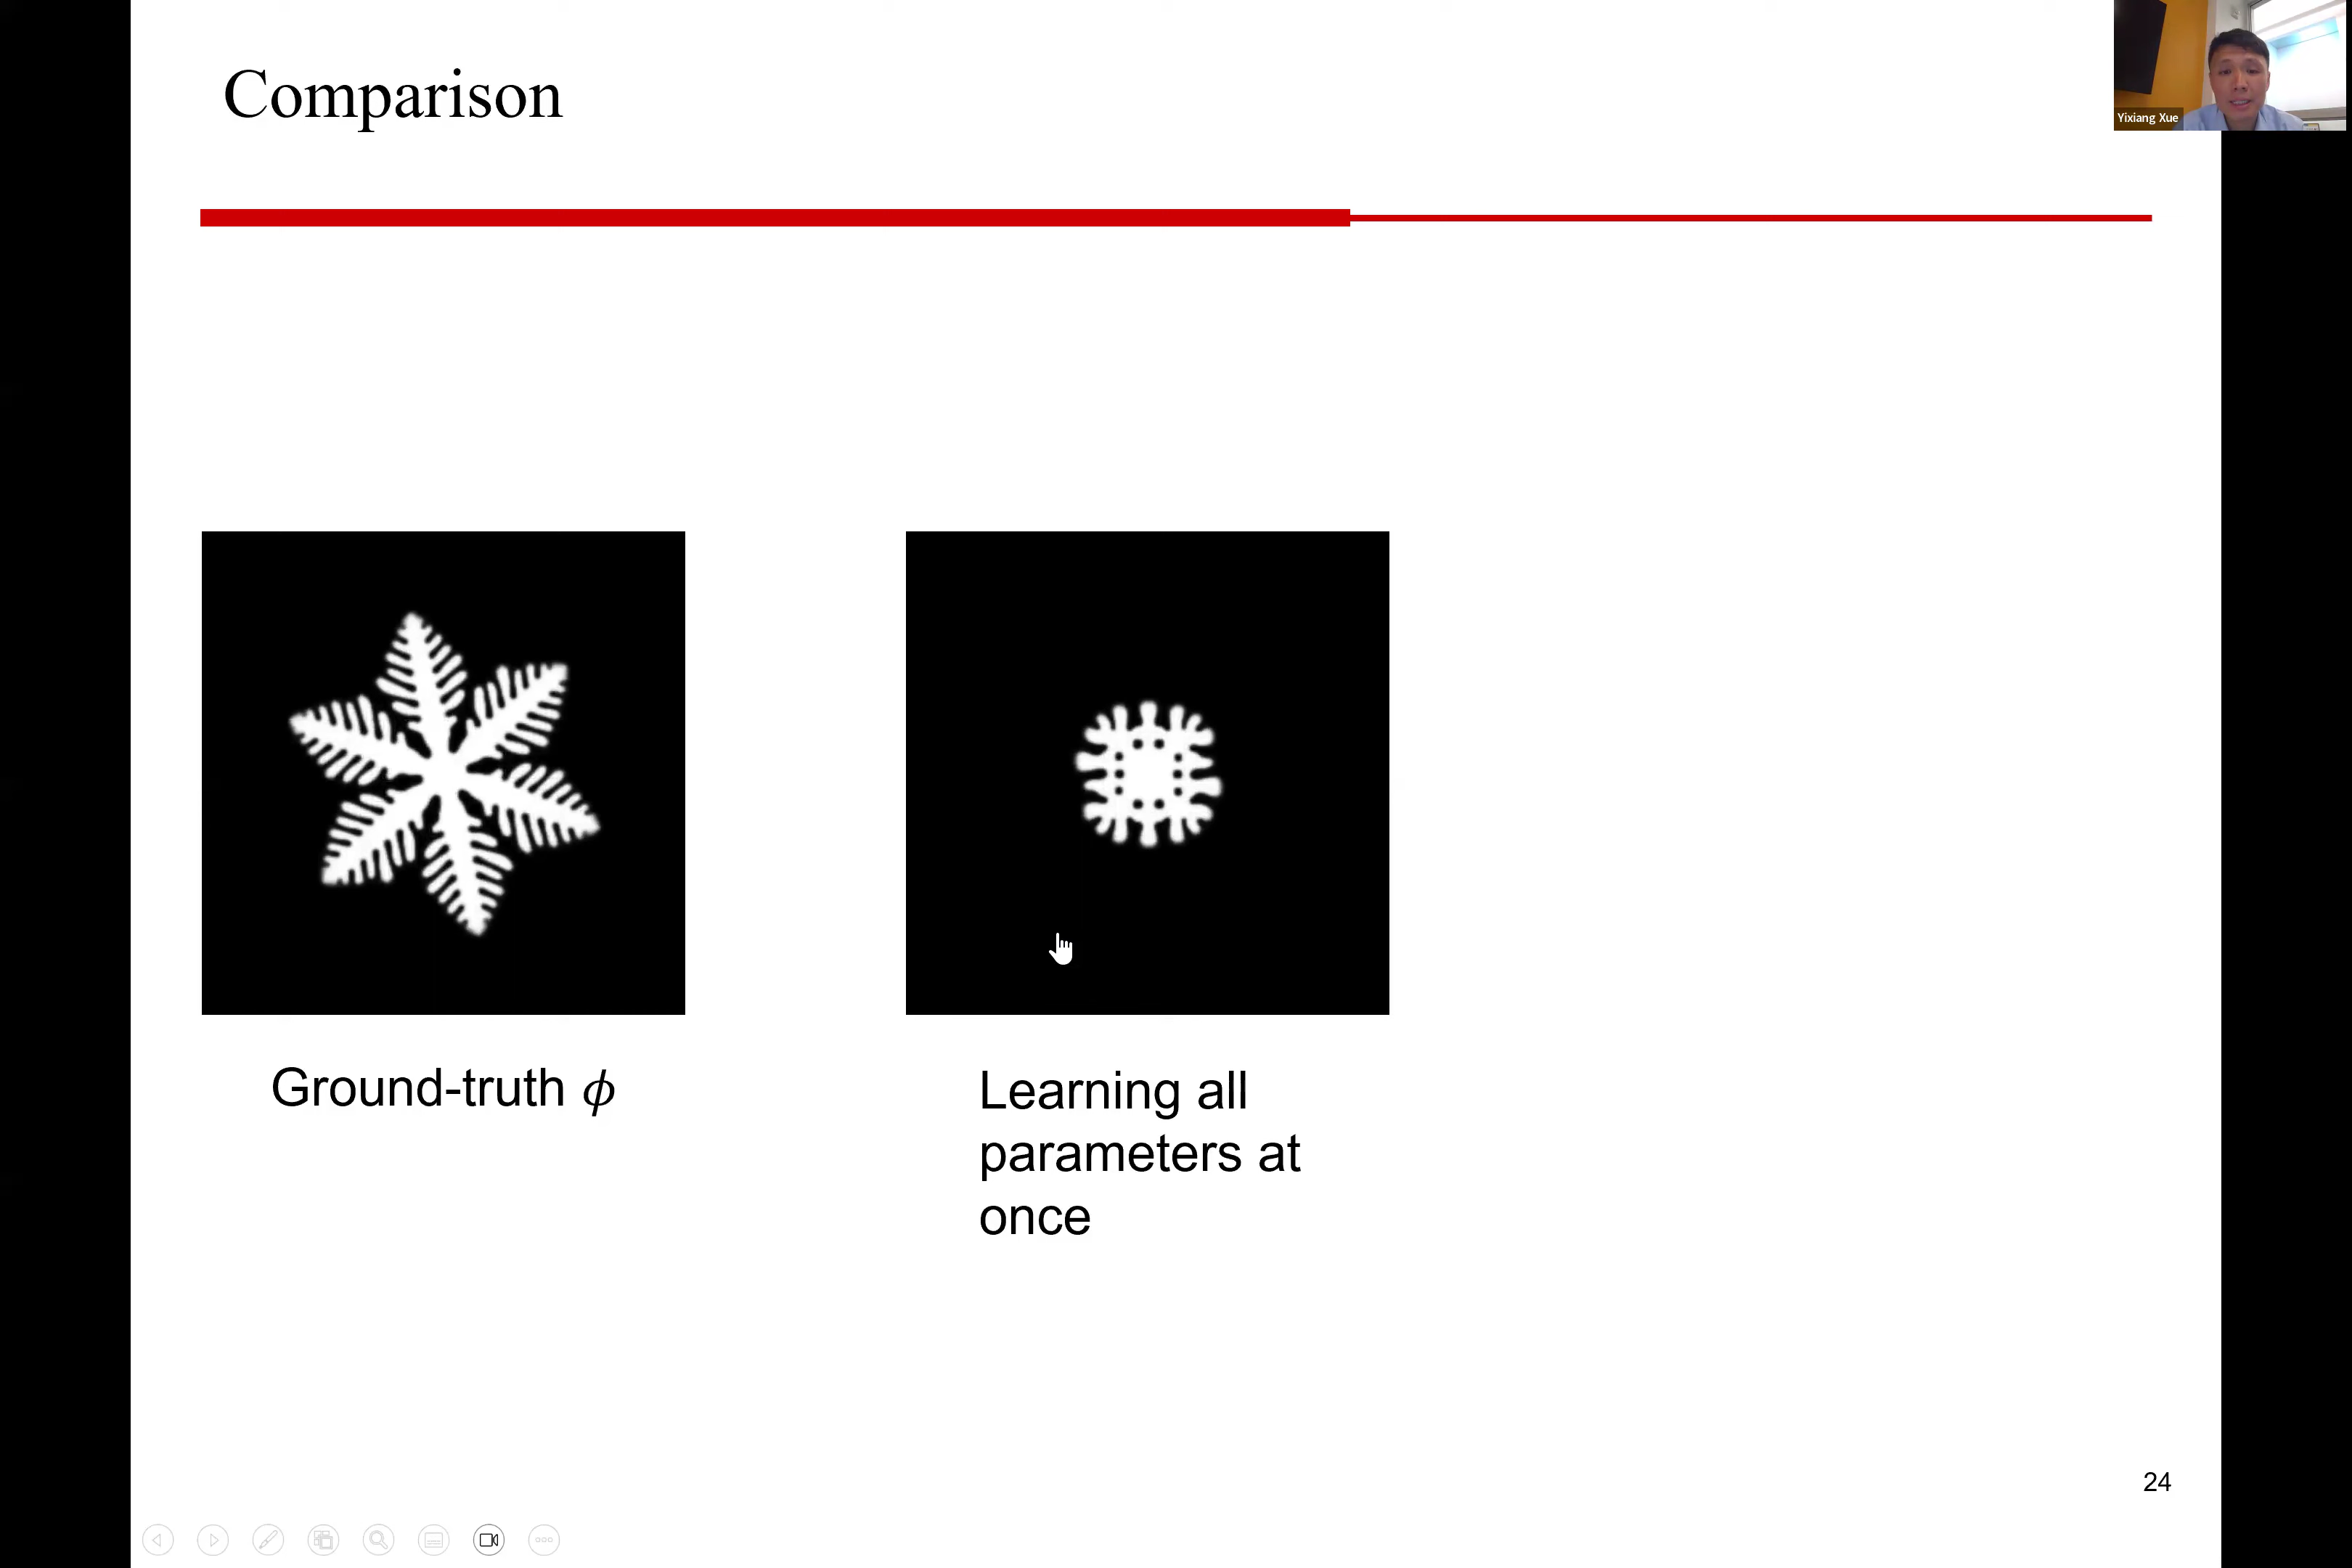 Comparison
Yixiang Xue
Ground-truth ϕ
Learning all
parameters at
once
24